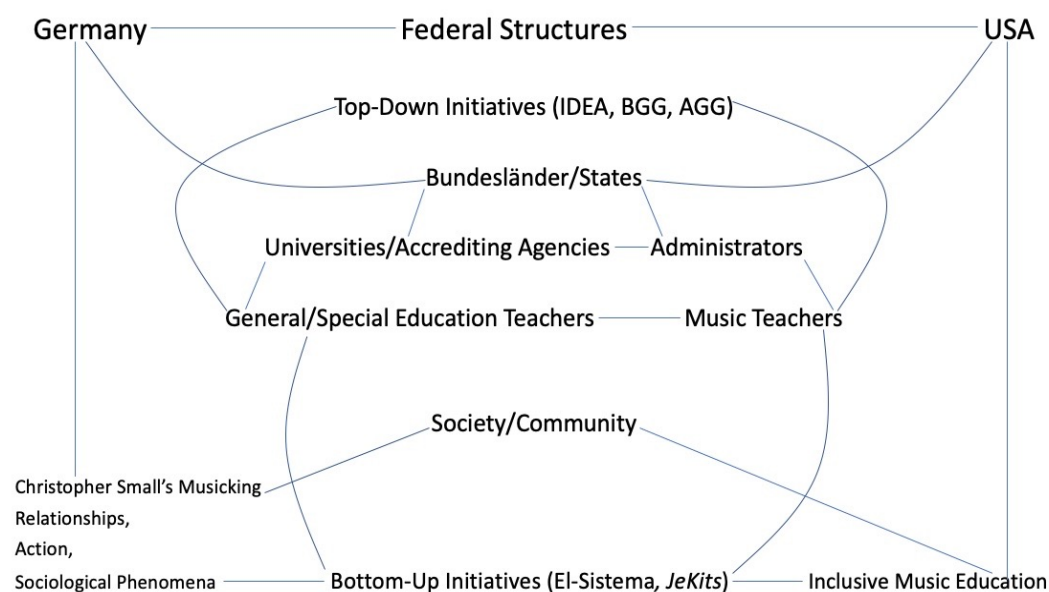 Germany Federal Structures USA
Top-Down Initiatives (IDEA, BGG, AGG)
Bundesländer/States
Universities/Accrediting Agencies Administrators
General/Special Education Teachers Music Teachers
Society/Community
Christopher Small’s Musicking
Relationships,
Action,
Sociological Phenomena Bottom-Up Initiatives (El-Sistema, JeKits) Inclusive Music Education